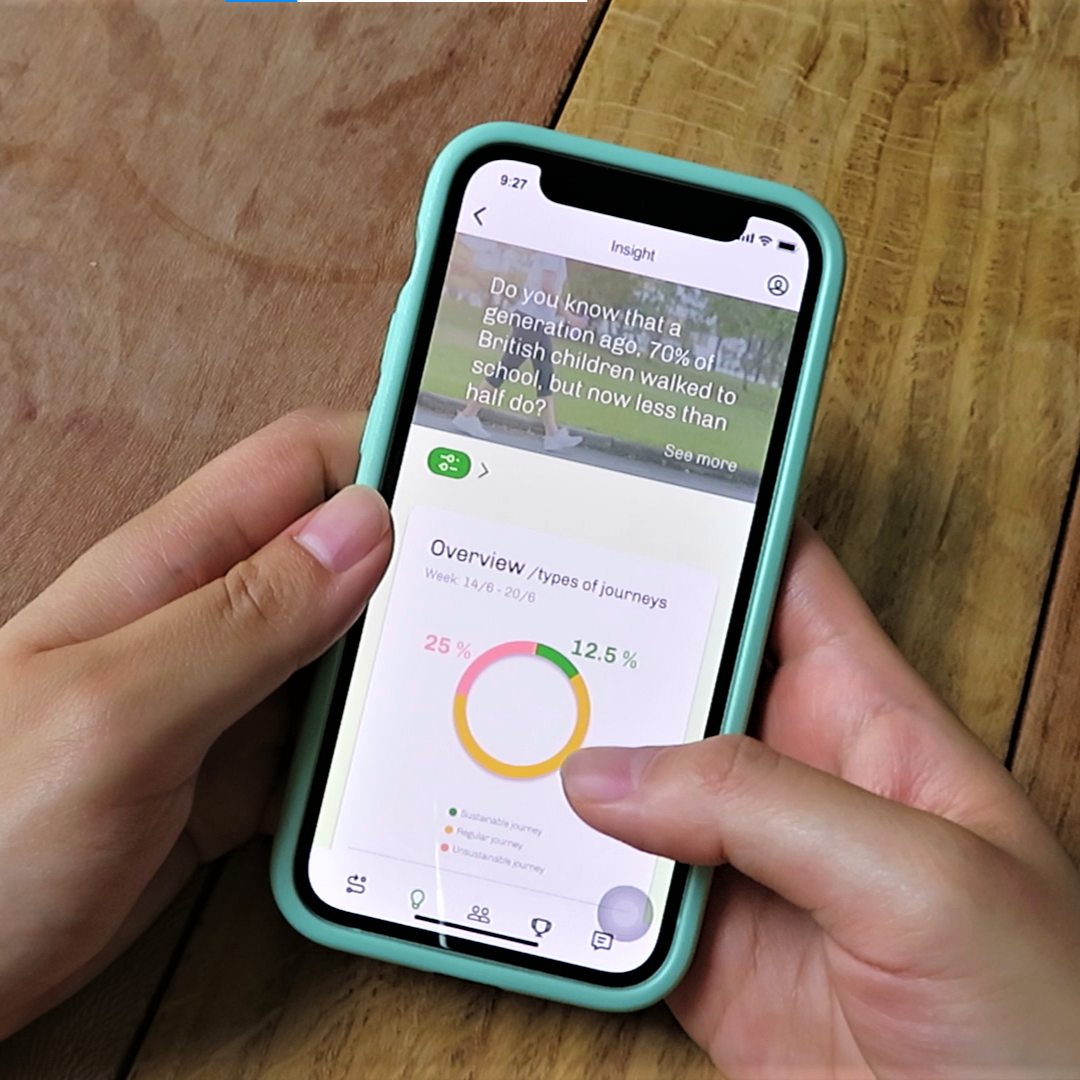 9:27
Insight
Do you know that a
generation ago, 70% of
British children walked to
school, but now less than
half do?
See more
Overview /types of journeys
Week: 14/6 - 20/6
25 %
12.5 %
Sustainable journey
Regular journey
Unsustainable journey